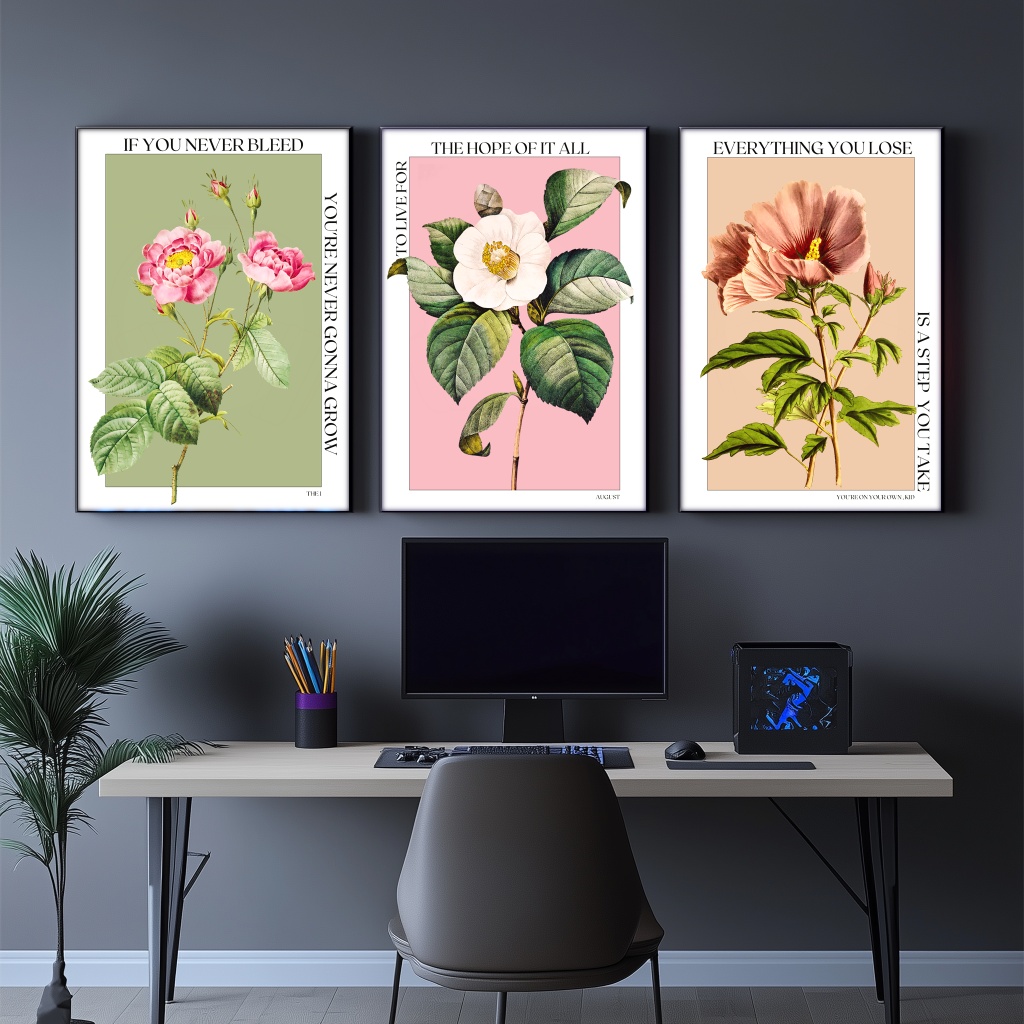 IF YOU NEVER BLEED
YOU'RE NEVER GONNA GROW
THE 1
THE HOPE OF IT ALL
TO LIVE FOR
AUGUST
EVERYTHING YOU LOSE
IS A STEP YOU TAKE
YOU'RE ON YOUR OWN, KID